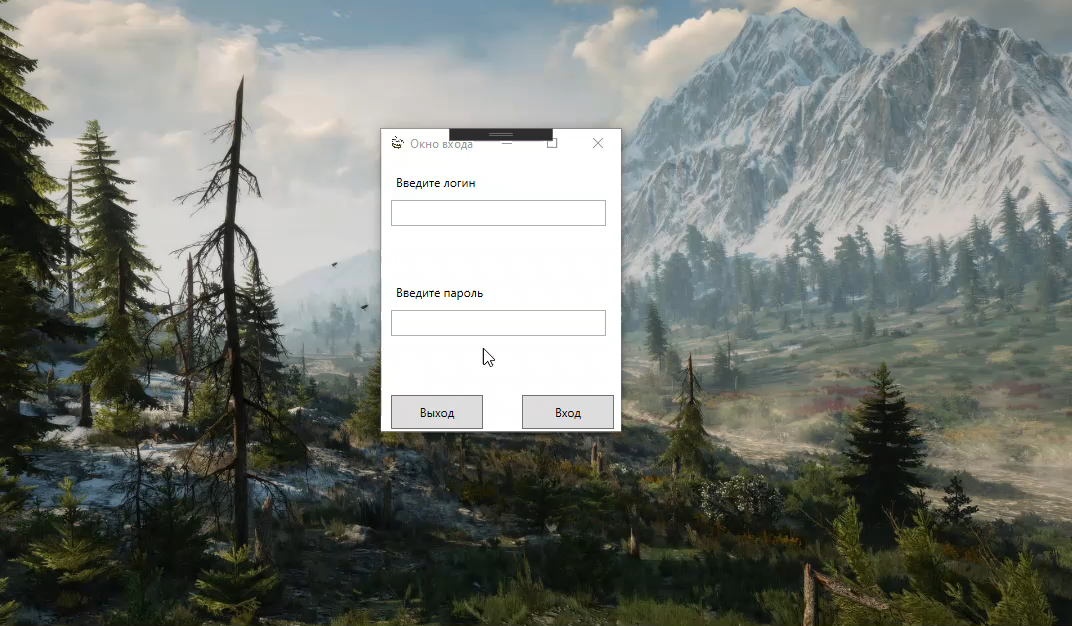 Окно входа
Введите логин
Введите пароль
Выход
Вход